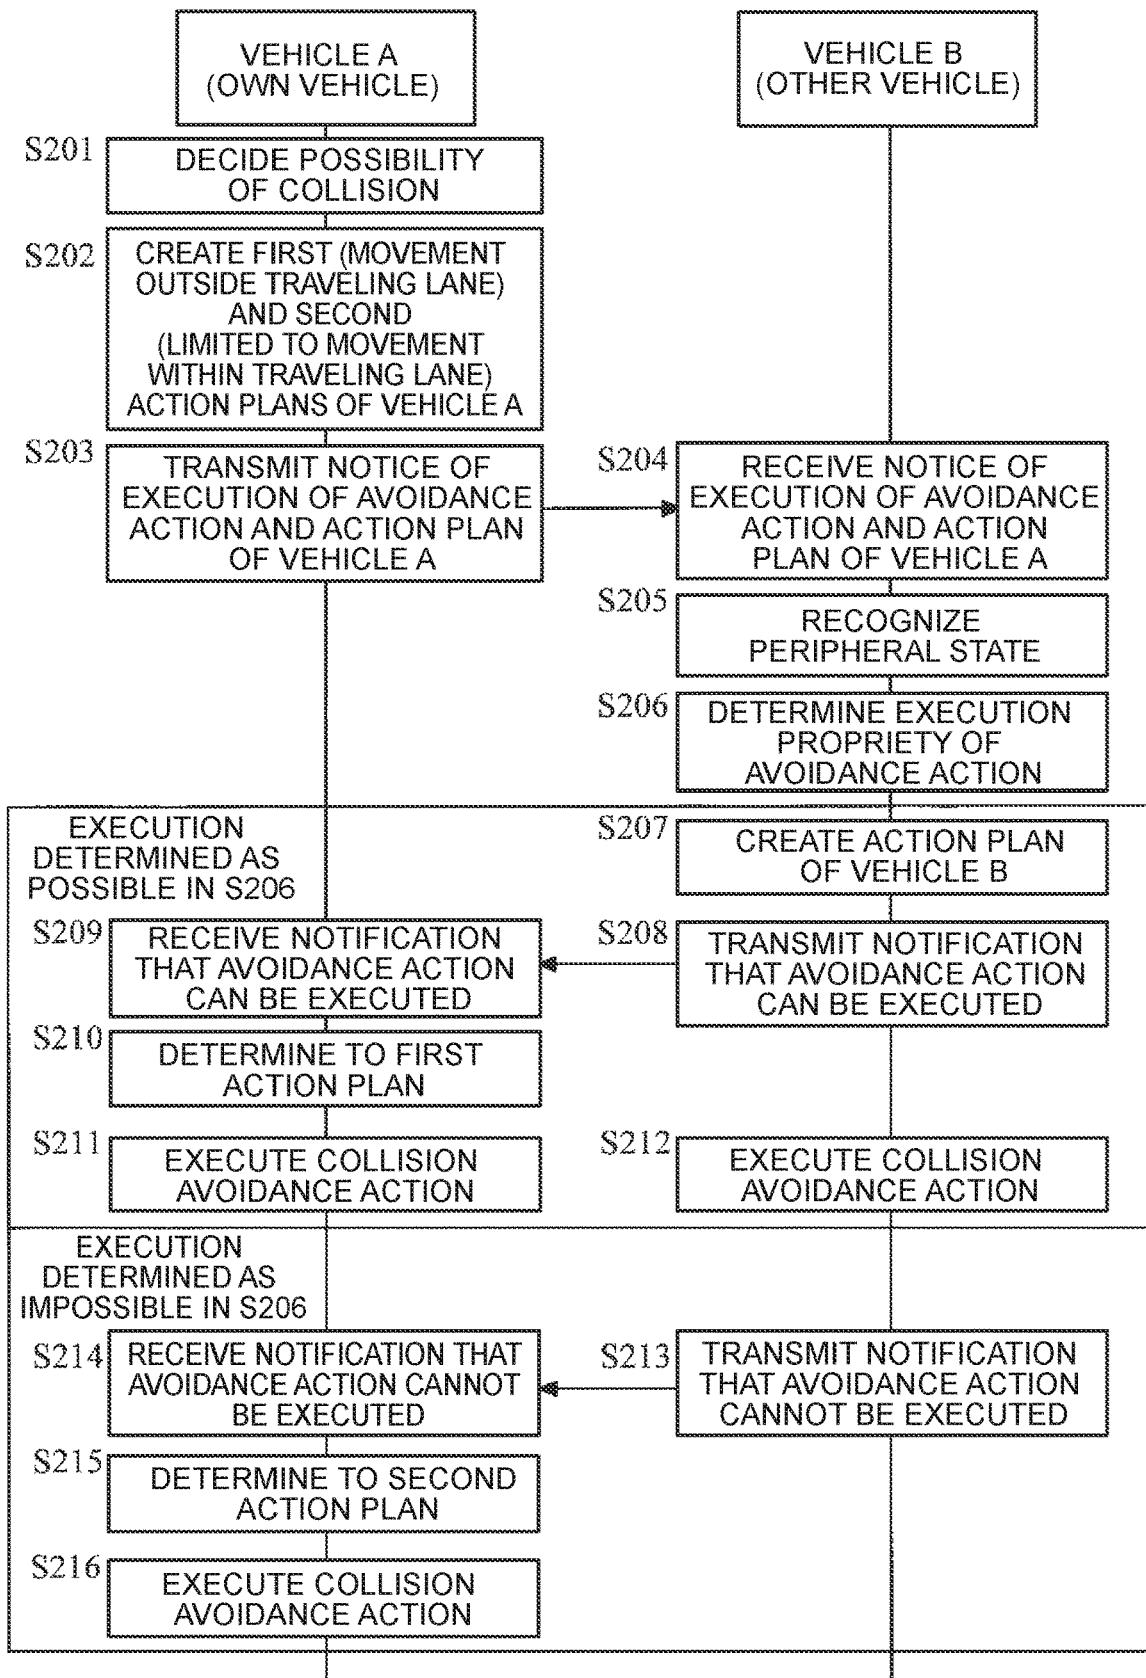 VEHICLE A
(OWN VEHICLE)
VEHICLE B
(OTHER VEHICLE)
S201
DECIDE POSSIBILITY
OF COLLISION
S202
CREATE FIRST (MOVEMENT
OUTSIDE TRAVELING LANE)
AND SECOND
(LIMITED TO MOVEMENT
WITHIN TRAVELING LANE)
ACTION PLANS OF VEHICLE A
S203
TRANSMIT NOTICE OF
EXECUTION OF AVOIDANCE
ACTION AND ACTION PLAN
OF VEHICLE A
S204
RECEIVE NOTICE OF
EXECUTION OF AVOIDANCE
ACTION AND ACTION
PLAN OF VEHICLE A
S205
RECOGNIZE
PERIPHERAL STATE
S206
DETERMINE EXECUTION
PROPRIETY OF
AVOIDANCE ACTION
EXECUTION
DETERMINED AS
POSSIBLE IN S206
S207
CREATE ACTION PLAN
OF VEHICLE B
S209
RECEIVE NOTIFICATION
THAT AVOIDANCE ACTION
CAN BE EXECUTED
S208
TRANSMIT NOTIFICATION
THAT AVOIDANCE ACTION
CAN BE EXECUTED
S210
DETERMINE TO FIRST
ACTION PLAN
S211
EXECUTE COLLISION
AVOIDANCE ACTION
S212
EXECUTE COLLISION
AVOIDANCE ACTION
EXECUTION
DETERMINED AS
IMPOSSIBLE IN S206
S214
RECEIVE NOTIFICATION THAT
AVOIDANCE ACTION CANNOT
BE EXECUTED
S213
TRANSMIT NOTIFICATION
THAT AVOIDANCE ACTION
CANNOT BE EXECUTED
S215
DETERMINE TO SECOND
ACTION PLAN
S216
EXECUTE COLLISION
AVOIDANCE ACTION